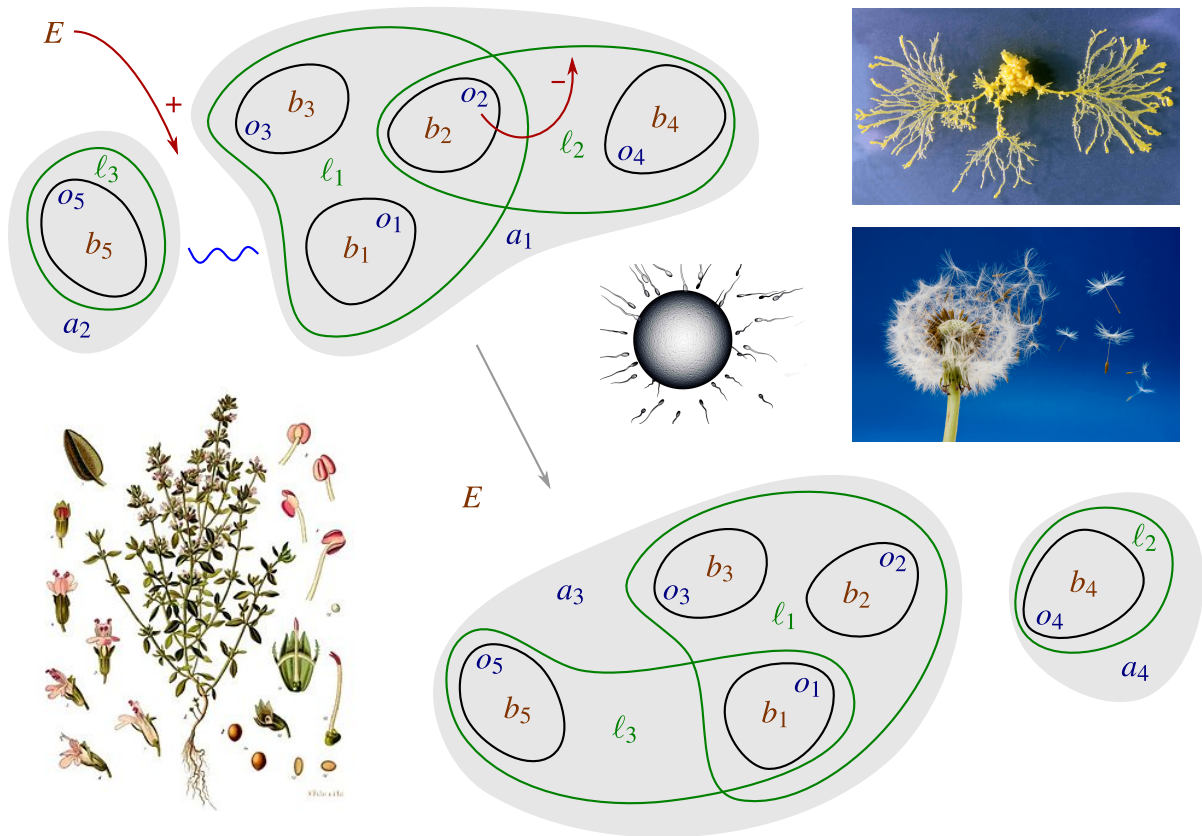 E
+
b₃
o₃
o₂
b₂
−
b₄
o₄
ℓ₂
ℓ₁
ℓ₃
o₅
b₅
o₁
b₁
a₁
a₂
E
b₃
o₃
o₂
b₂
ℓ₂
b₄
o₄
a₃
ℓ₁
o₅
b₅
o₁
b₁
ℓ₃
a₄